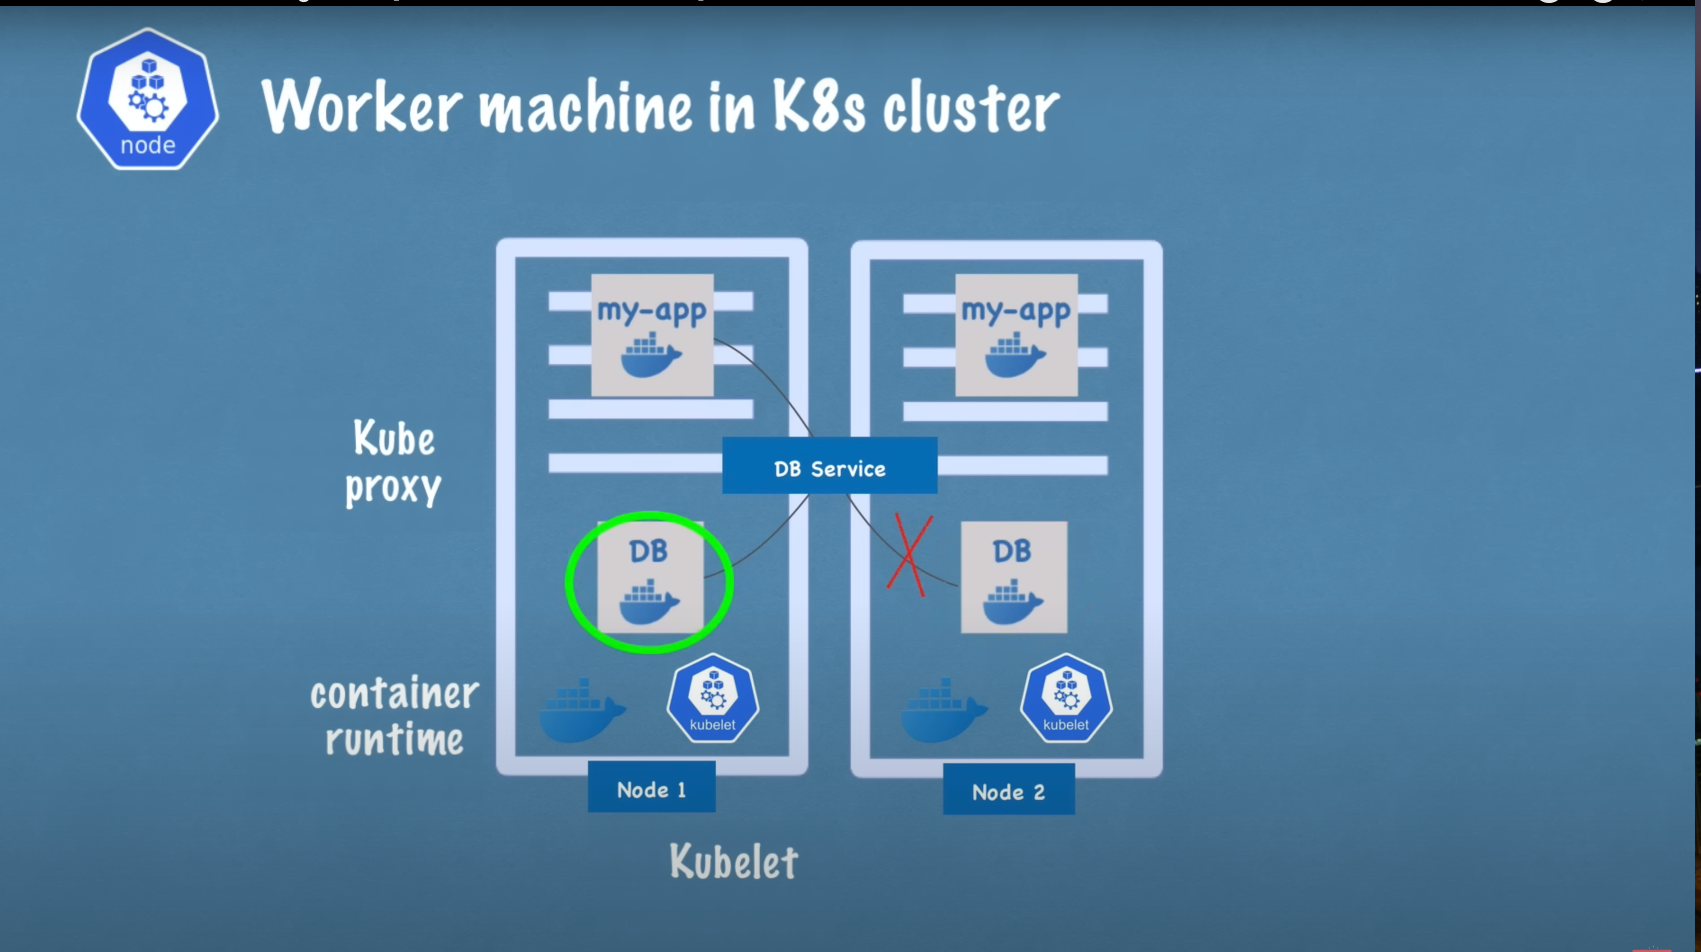 node
Worker machine in K8s cluster
my-app
my-app
Kube
proxy
DB Service
DB
DB
container
runtime
kubelet
kubelet
Node 1
Node 2
Kubelet